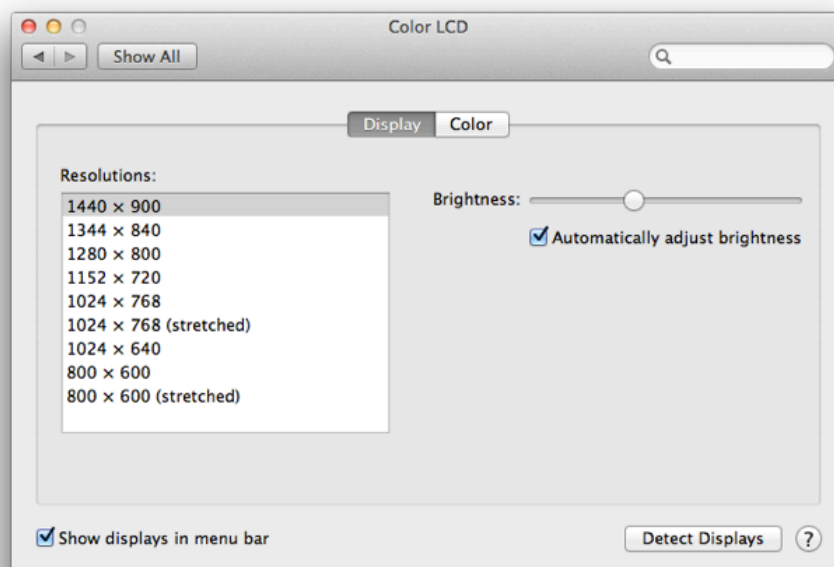 Color LCD
Show All
Display Color
Resolutions:
1440 × 900
1344 × 840
1280 × 800
1152 × 720
1024 × 768
1024 × 768 (stretched)
1024 × 640
800 × 600
800 × 600 (stretched)
Brightness:
Automatically adjust brightness
Show displays in menu bar
Detect Displays ?